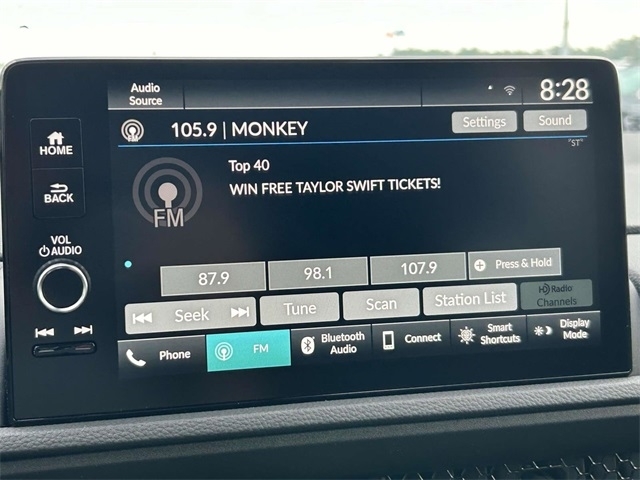 Audio
Source
8:28
HOME
BACK
VOL
AUDIO
105.9 | MONKEY
Settings
Sound
"ST"
Top 40
WIN FREE TAYLOR SWIFT TICKETS!
FM
87.9
98.1
107.9
Press & Hold
Seek
Tune
Scan
Station List
HD Radio
Channels
Phone
FM
Bluetooth
Audio
Connect
Smart
Shortcuts
Display
Mode